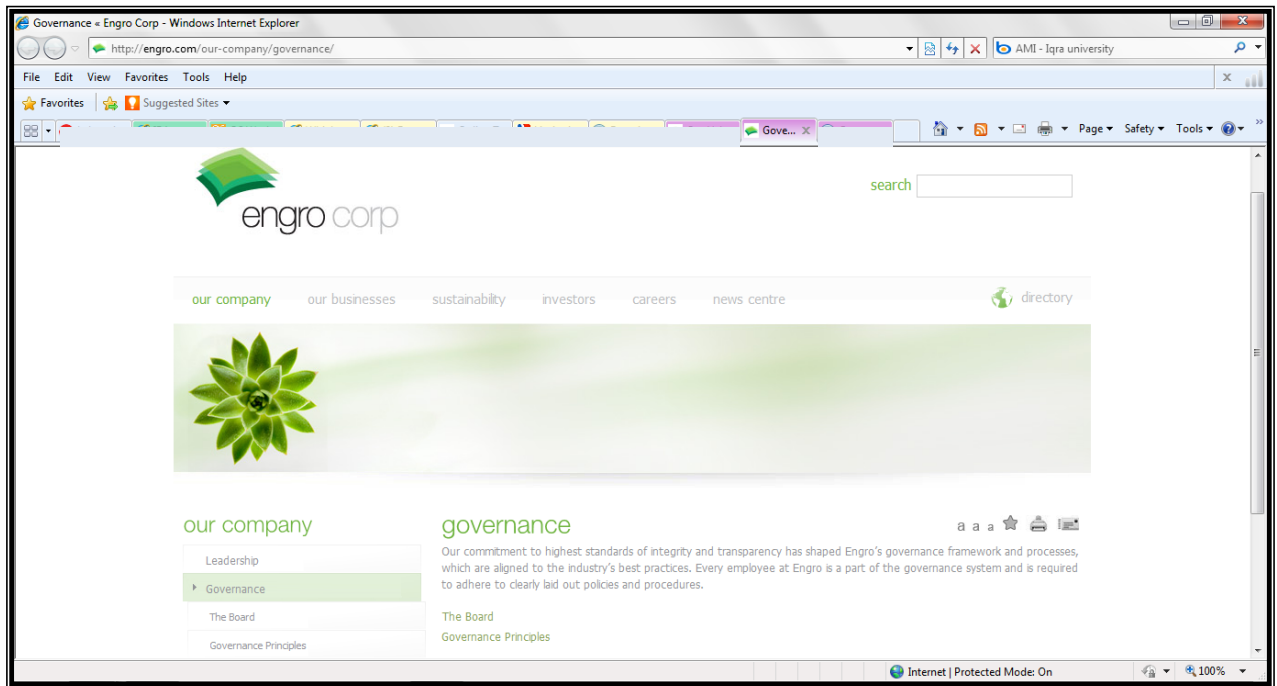 Governance « Engro Corp - Windows Internet Explorer
http://engro.com/our-company/governance/
AMI - Iqra university
File Edit View Favorites Tools Help
Favorites Suggested Sites
Gove... Page Safety Tools
engro corp
search
our company our businesses sustainability investors careers news centre directory
our company
Leadership
Governance
The Board
Governance Principles
governance
a a a
Our commitment to highest standards of integrity and transparency has shaped Engro's governance framework and processes,
which are aligned to the industry's best practices. Every employee at Engro is a part of the governance system and is required
to adhere to clearly laid out policies and procedures.
The Board
Governance Principles
Internet | Protected Mode: On 100%